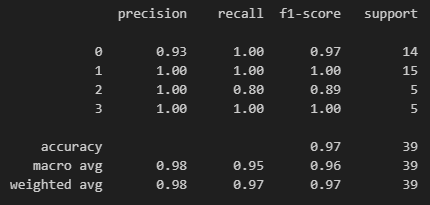 precision recall f1-score support
0 0.93 1.00 0.97 14
1 1.00 1.00 1.00 15
2 1.00 0.80 0.89 5
3 1.00 1.00 1.00 5
accuracy 0.97 39
macro avg 0.98 0.95 0.96 39
weighted avg 0.98 0.97 0.97 39